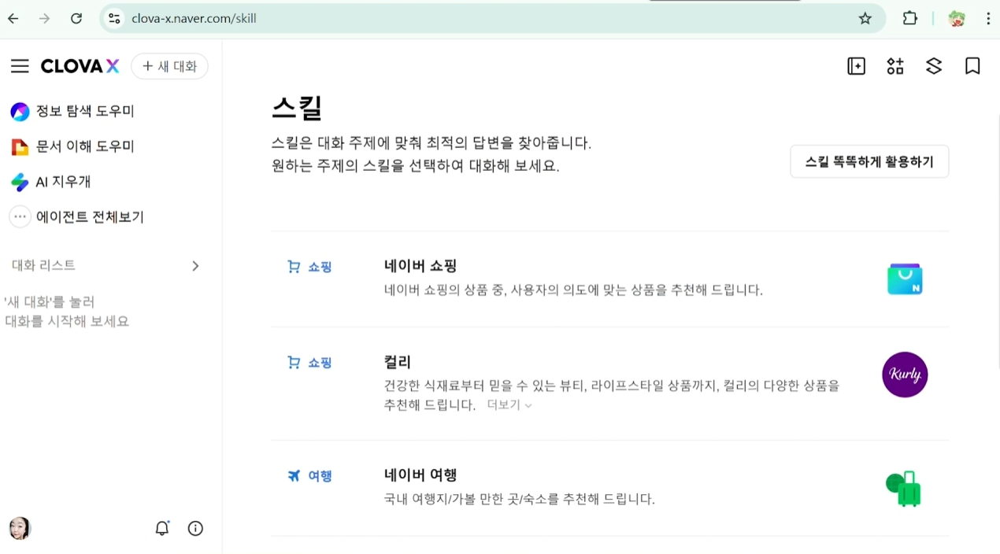 clova-x.naver.com/skill
CLOVA X
+ 새 대화
정보 탐색 도우미
문서 이해 도우미
AI 지우개
에이전트 전체보기
대화 리스트
'새 대화'를 눌러
대화를 시작해 보세요
스킬
스킬은 대화 주제에 맞춰 최적의 답변을 찾아줍니다.
원하는 주제의 스킬을 선택하여 대화해 보세요.
스킬 똑똑하게 활용하기
쇼핑
네이버 쇼핑
네이버 쇼핑의 상품 중, 사용자의 의도에 맞는 상품을 추천해 드립니다.
N
쇼핑
컬리
건강한 식재료부터 믿을 수 있는 뷰티, 라이프스타일 상품까지, 컬리의 다양한 상품을
추천해 드립니다. 더보기
Kurly
여행
네이버 여행
국내 여행지/가볼 만한 곳/숙소를 추천해 드립니다.